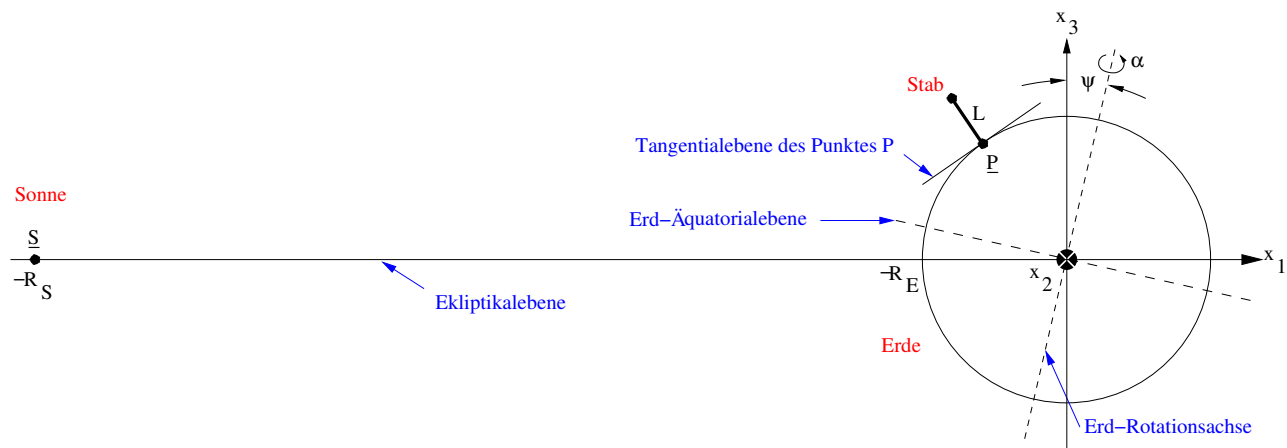 x3
α
Stab
ψ
L
Tangentialebene des Punktes P
P
Sonne
Erd−Äquatorialebene
S
x1
−RS
−RE
x2
Ekliptikalebene
Erde
Erd−Rotationsachse